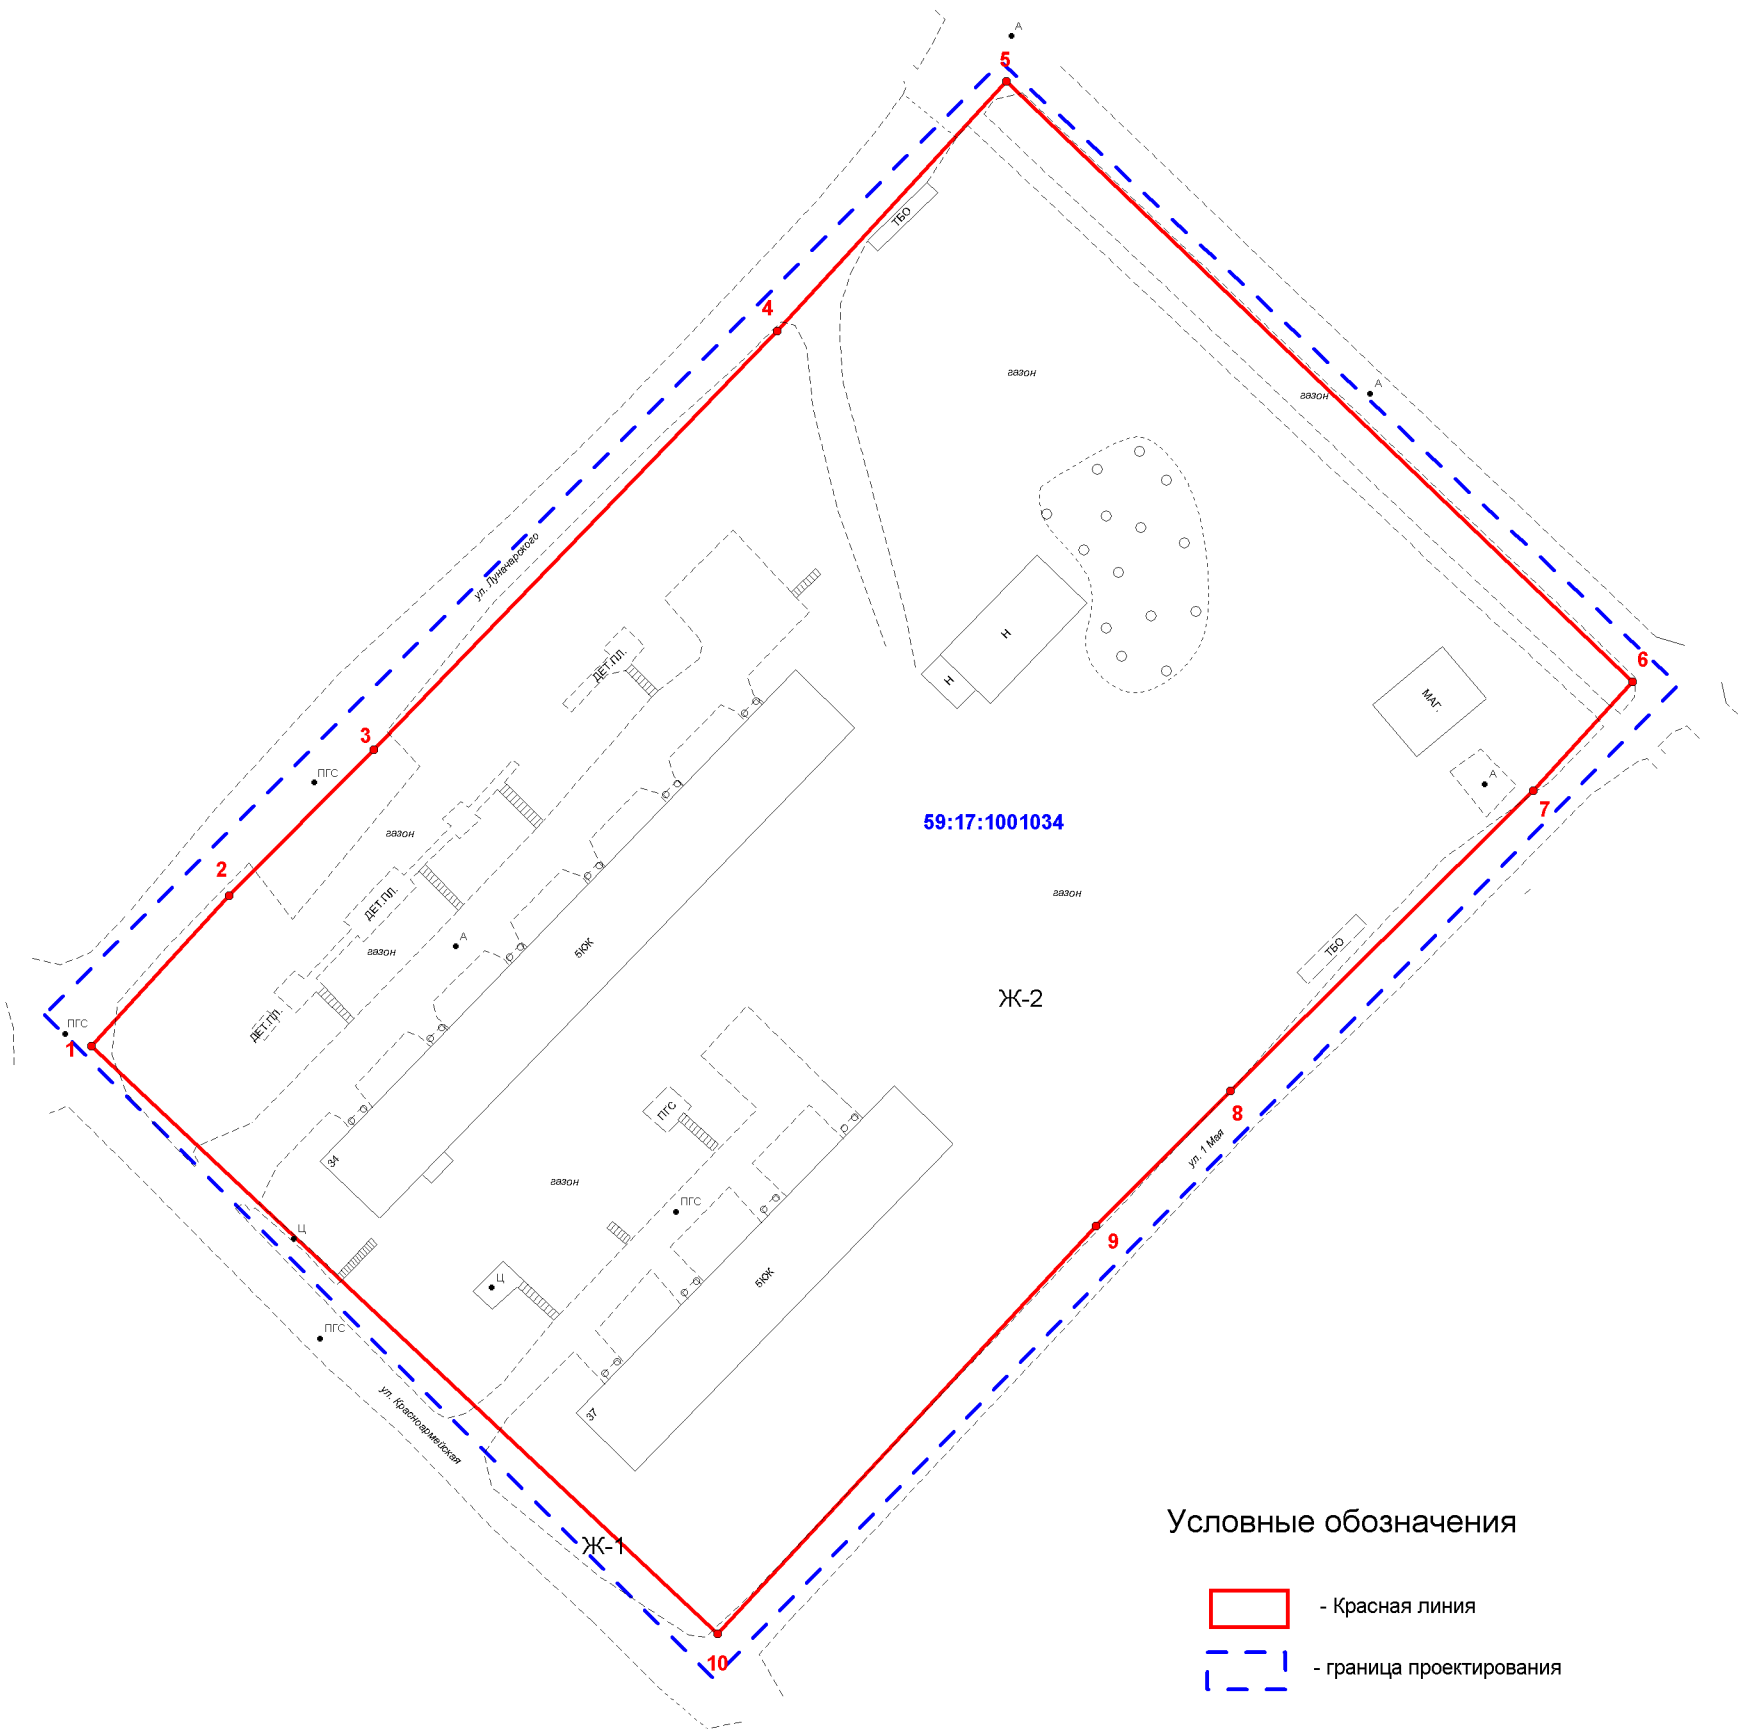 А
5
ТБО
4
газон
А
газон
ул. Луначарского
Н
Н
ДЕТ.ПЛ.
6
МАГ.
3
ПГС
А
7
59:17:1001034
газон
2
ДЕТ.ПЛ.
газон
А
5ЮК
газон
ТБО
Ж-2
ПГС
1
ДЕТ.ПЛ.
ПГС
8
34
ул. 1 Мая
газон
ПГС
9
Ц
Ц
5ЮК
ПГС
ул. Красноармейская
37
Ж-1
10
Условные обозначения
- Красная линия
- граница проектирования